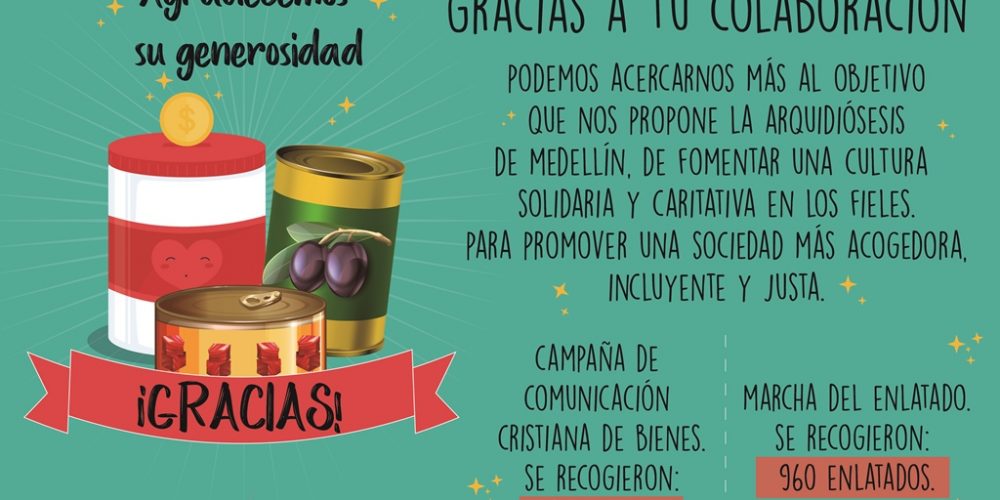 Agradecemos
su generosidad
$
¡GRACIAS!
GRACIAS A TU COLABORACIÓN
PODEMOS ACERCARNOS MÁS AL OBJETIVO
QUE NOS PROPONE LA ARQUIDIÓSESIS
DE MEDELLÍN, DE FOMENTAR UNA CULTURA
SOLIDARIA Y CARITATIVA EN LOS FIELES.
PARA PROMOVER UNA SOCIEDAD MÁS ACOGEDORA,
INCLUYENTE Y JUSTA.
CAMPAÑA DE
COMUNICACIÓN
CRISTIANA DE BIENES.
SE RECOGIERON:
MARCHA DEL ENLATADO.
SE RECOGIERON:
960 ENLATADOS.